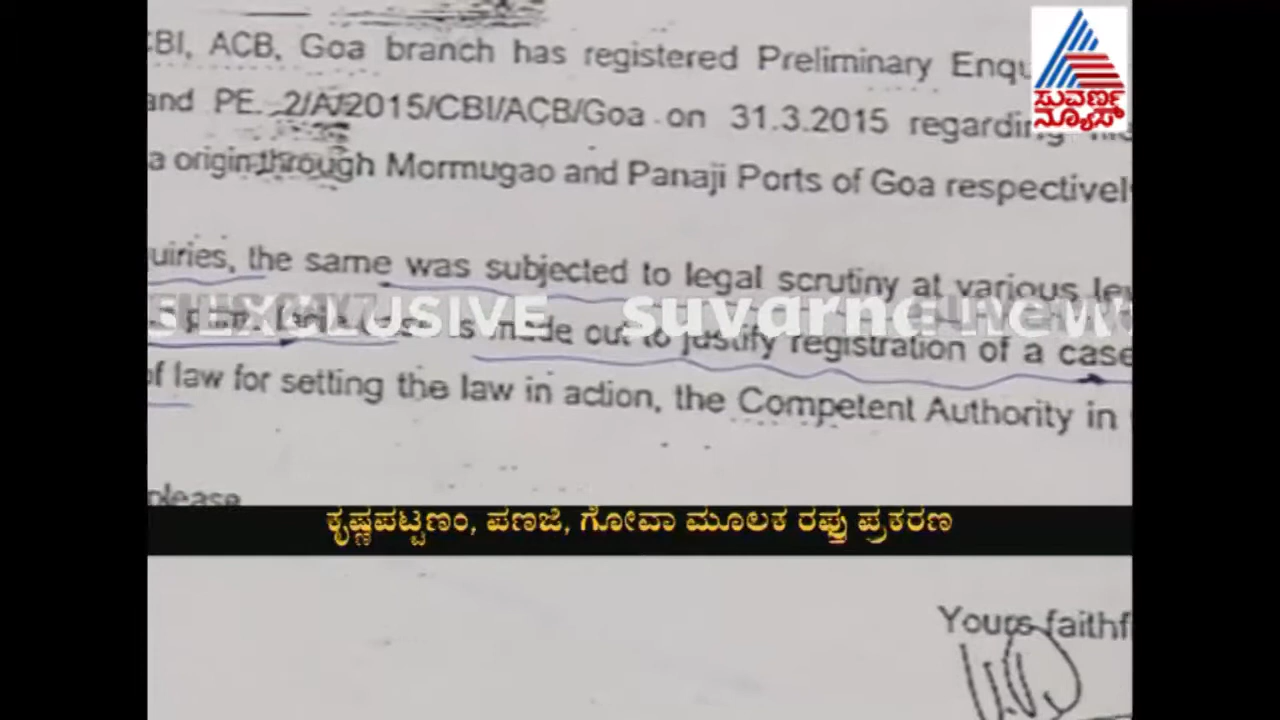 CBI, ACB, Goa branch has registered Preliminary Enqu
and PE. 2/A/2015/CBI/ACB/Goa on 31.3.2015 regarding
a origin through Mormugao and Panaji Ports of Goa respectivel
uiries, the same was subjected to legal scrutiny at various lev
made out to justify registration of a case
of law for setting the law in action, the Competent Authority in
please
Yours faithf
ಸುವರ್ಣ
ನ್ಯೂಸ್
EXCLUSIVE suvarna news
ಕೃಷ್ಣಪಟ್ಟಣಂ, ಪಣಜಿ, ಗೋವಾ ಮೂಲಕ ರಫ್ತು ಪ್ರಕರಣ